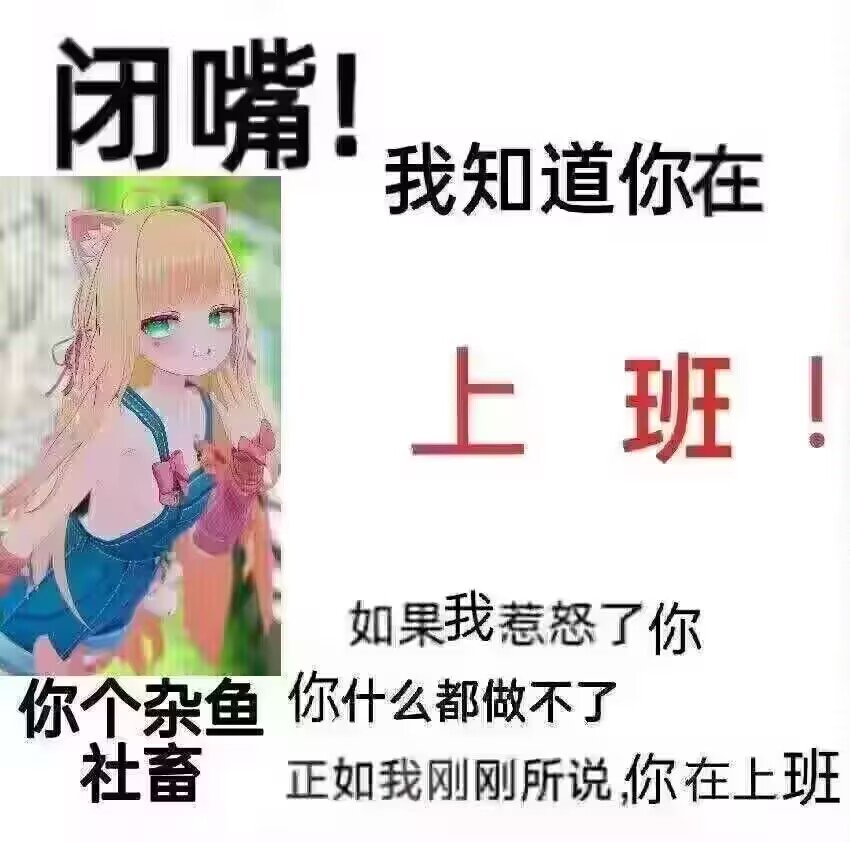 闭嘴！
我知道你在
上 班！
如果我惹怒了你
你什么都做不了
正如我刚刚所说,你在上班
你个杂鱼
社畜